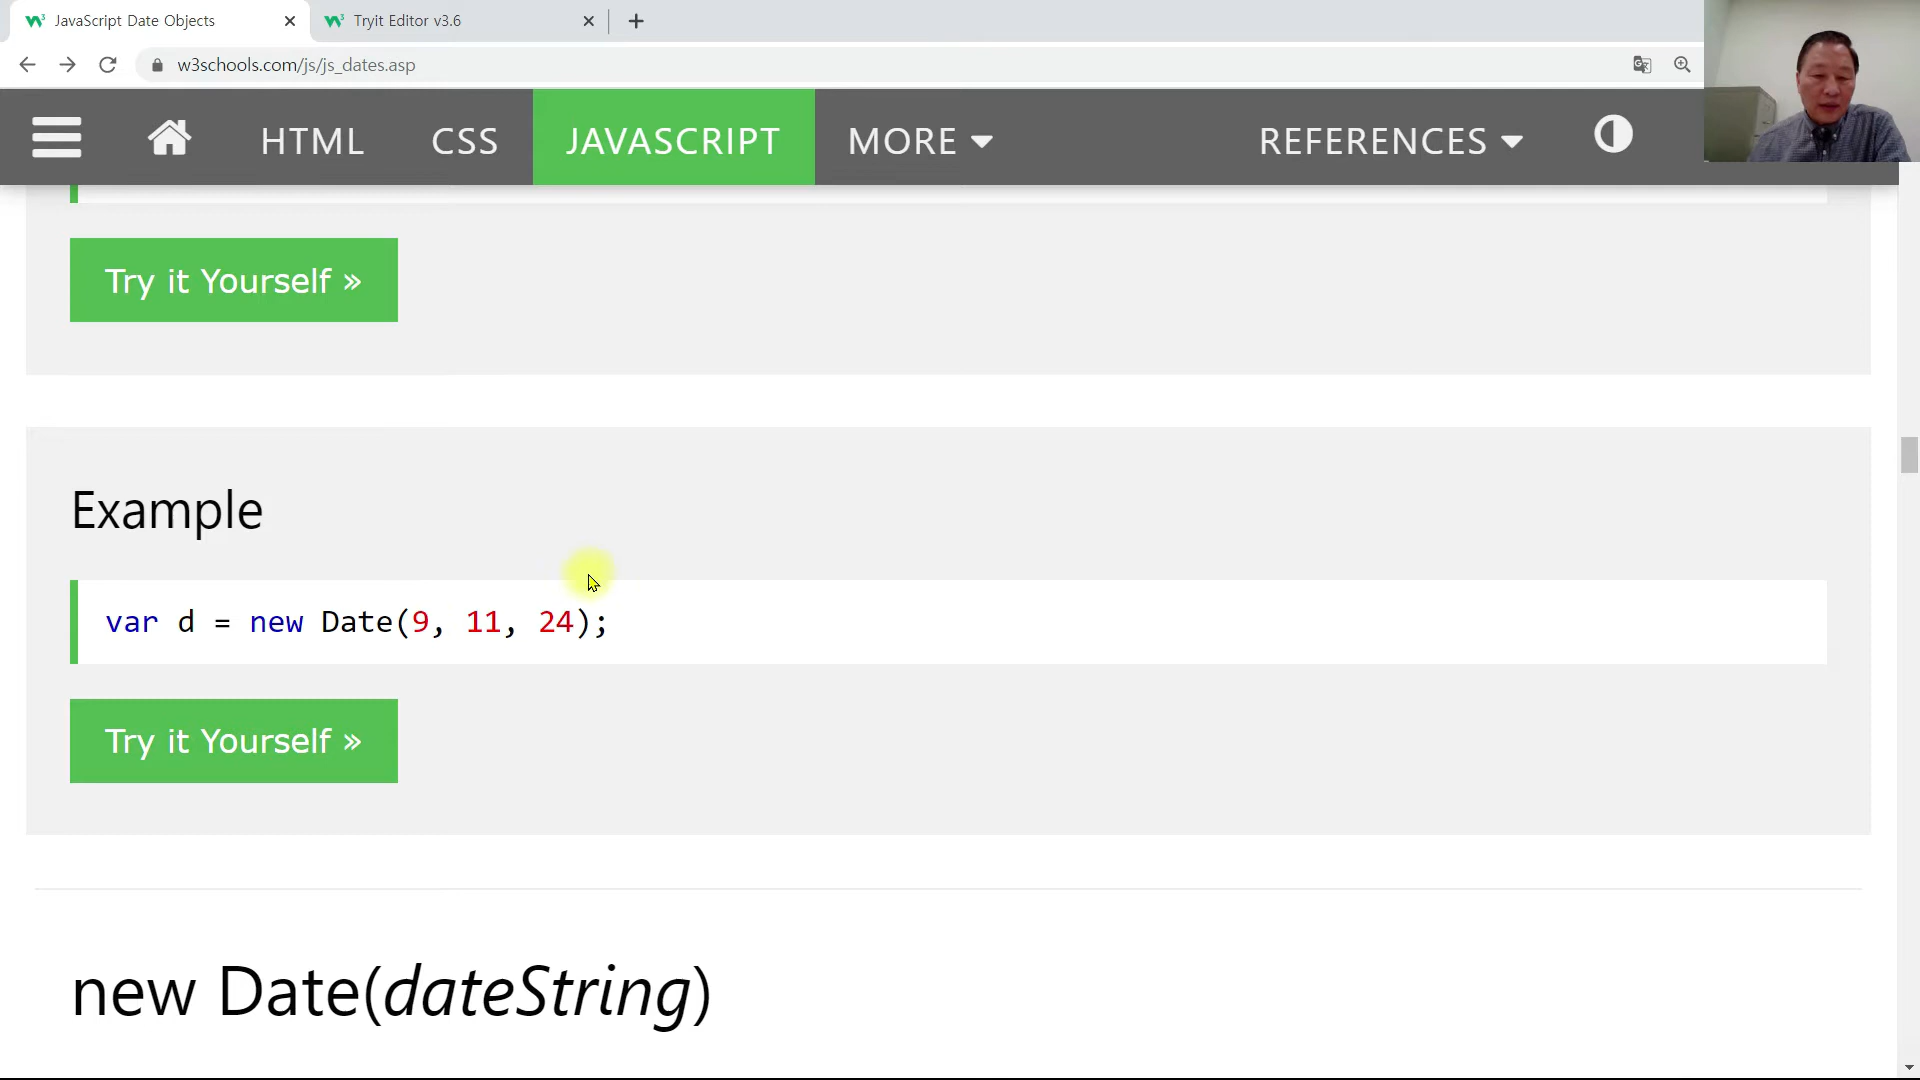 JavaScript Date Objects
Tryit Editor v3.6
w3schools.com/js/js_dates.asp
HTML CSS JAVASCRIPT MORE REFERENCES
Try it Yourself »
Example
var d = new Date(9, 11, 24);
Try it Yourself »
new Date(dateString)